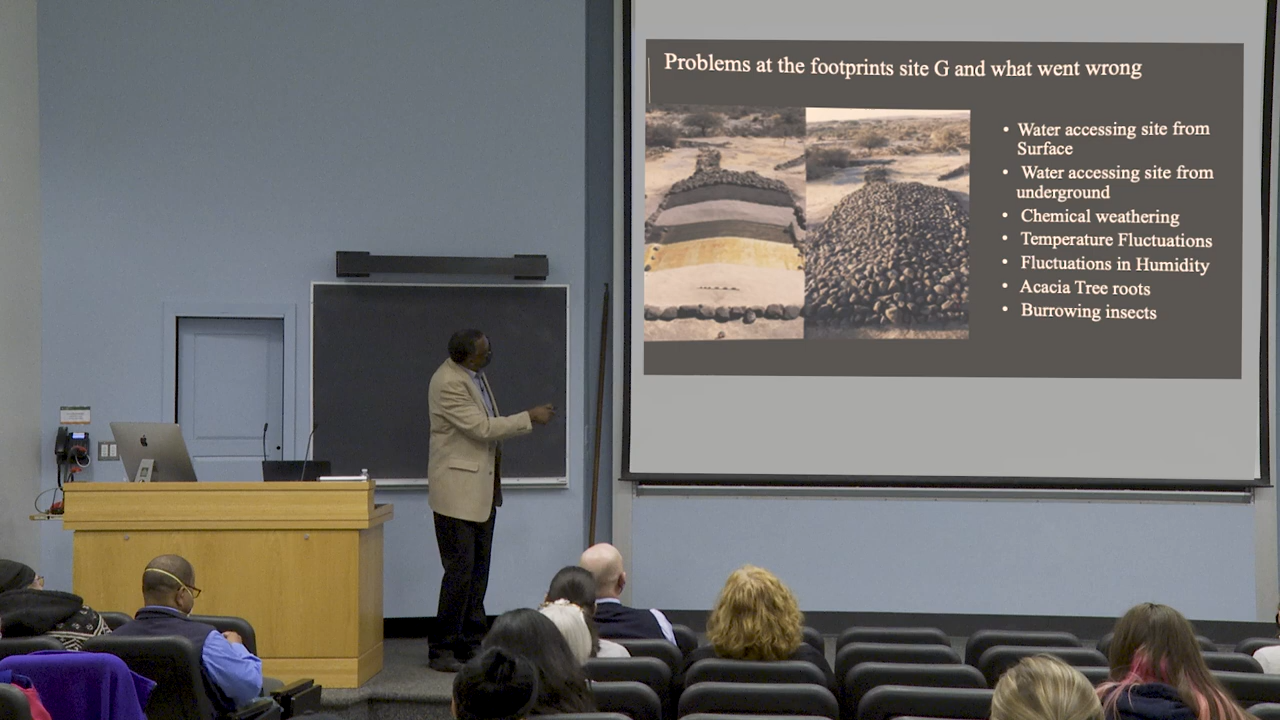 Problems at the footprints site G and what went wrong
• Water accessing site from
Surface
• Water accessing site from
underground
• Chemical weathering
• Temperature Fluctuations
• Fluctuations in Humidity
• Acacia Tree roots
• Burrowing insects